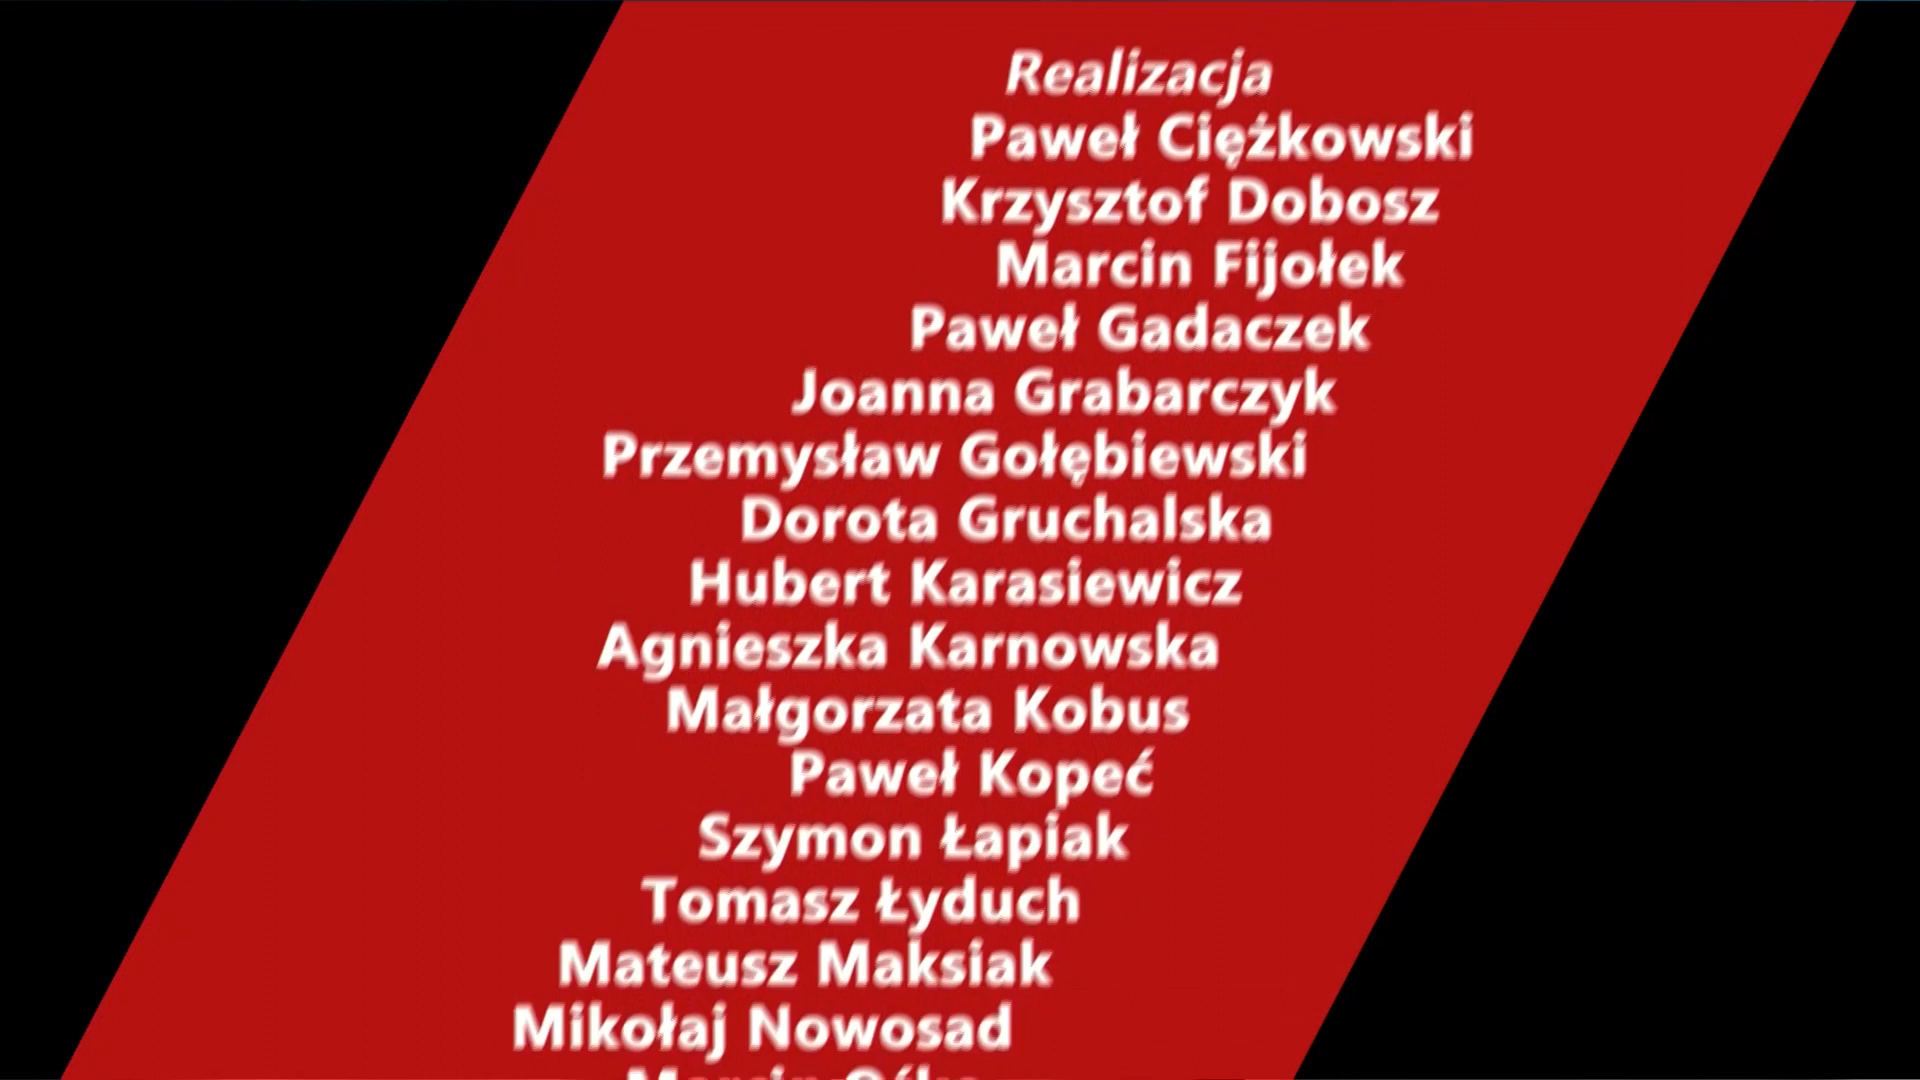 Realizacja
Paweł Ciężkowski
Krzysztof Dobosz
Marcin Fijołek
Paweł Gadaczek
Joanna Grabarczyk
Przemysław Gołębiewski
Dorota Gruchalska
Hubert Karasiewicz
Agnieszka Karnowska
Małgorzata Kobus
Paweł Kopeć
Szymon Łapiak
Tomasz Łyduch
Mateusz Maksiak
Mikołaj Nowosad
Marcin